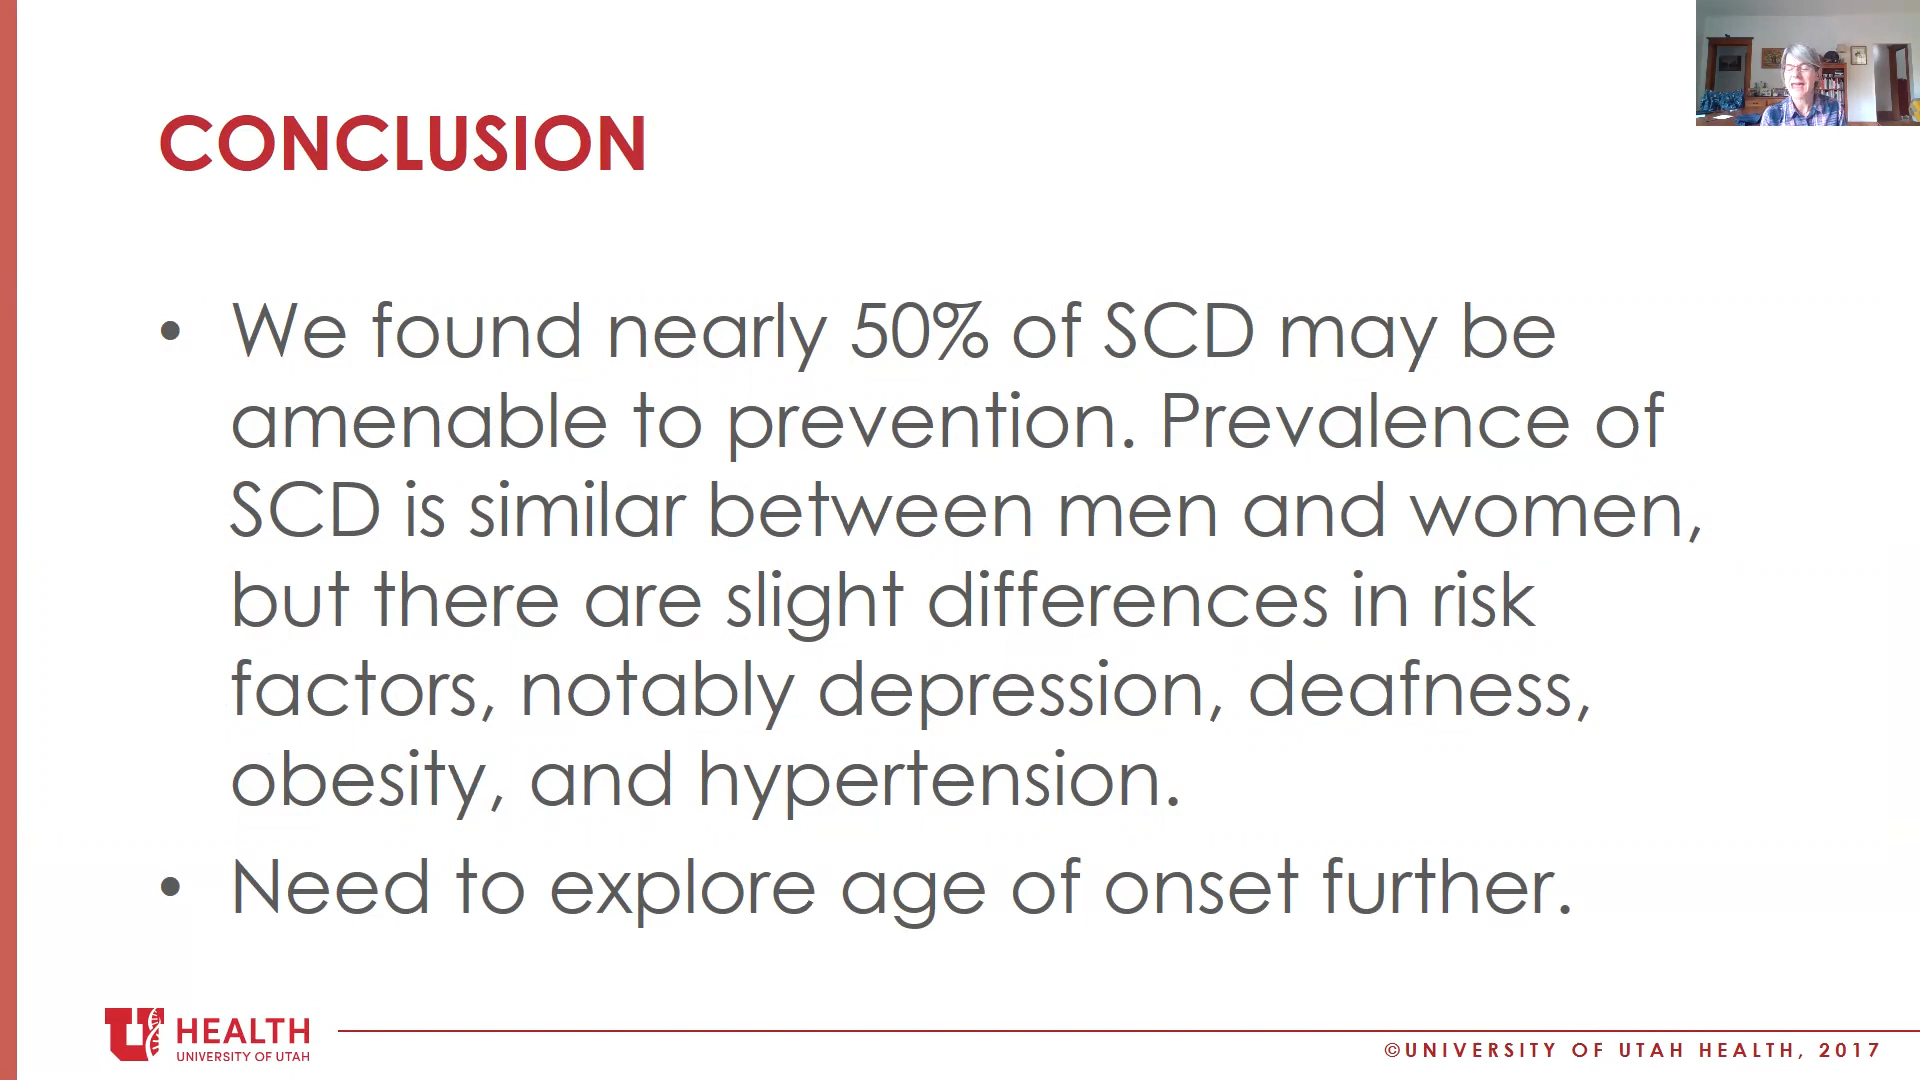 CONCLUSION
• We found nearly 50% of SCD may be
amenable to prevention. Prevalence of
SCD is similar between men and women,
but there are slight differences in risk
factors, notably depression, deafness,
obesity, and hypertension.
• Need to explore age of onset further.
U HEALTH
UNIVERSITY OF UTAH
©UNIVERSITY OF UTAH HEALTH, 2017